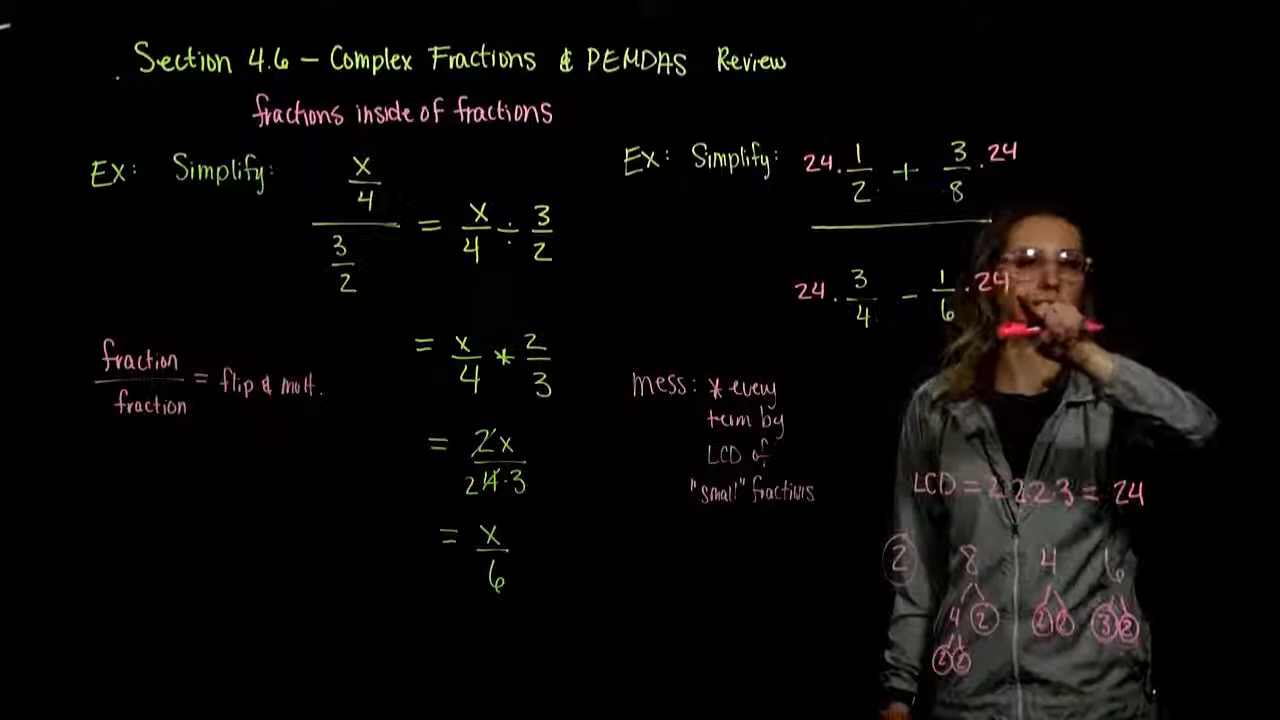 Section 4.6 – Complex Fractions & PEMDAS Review
fractions inside of fractions
Ex: Simplify:
x/4
3/2
= x/4 ÷ 3/2
= x/4 * 2/3
= 2x/24·3
= x/6
fraction/fraction = flip & mult.
Ex: Simplify:
24 · 1/2 + 3/8 · 24
24 · 3/4 – 1/6 · 24
mess: * every
term by
LCD of
"small" fractions
LCD = 2 2 2 3 = 24
2 8 4 6
4 2 2 2 3 2
2 2